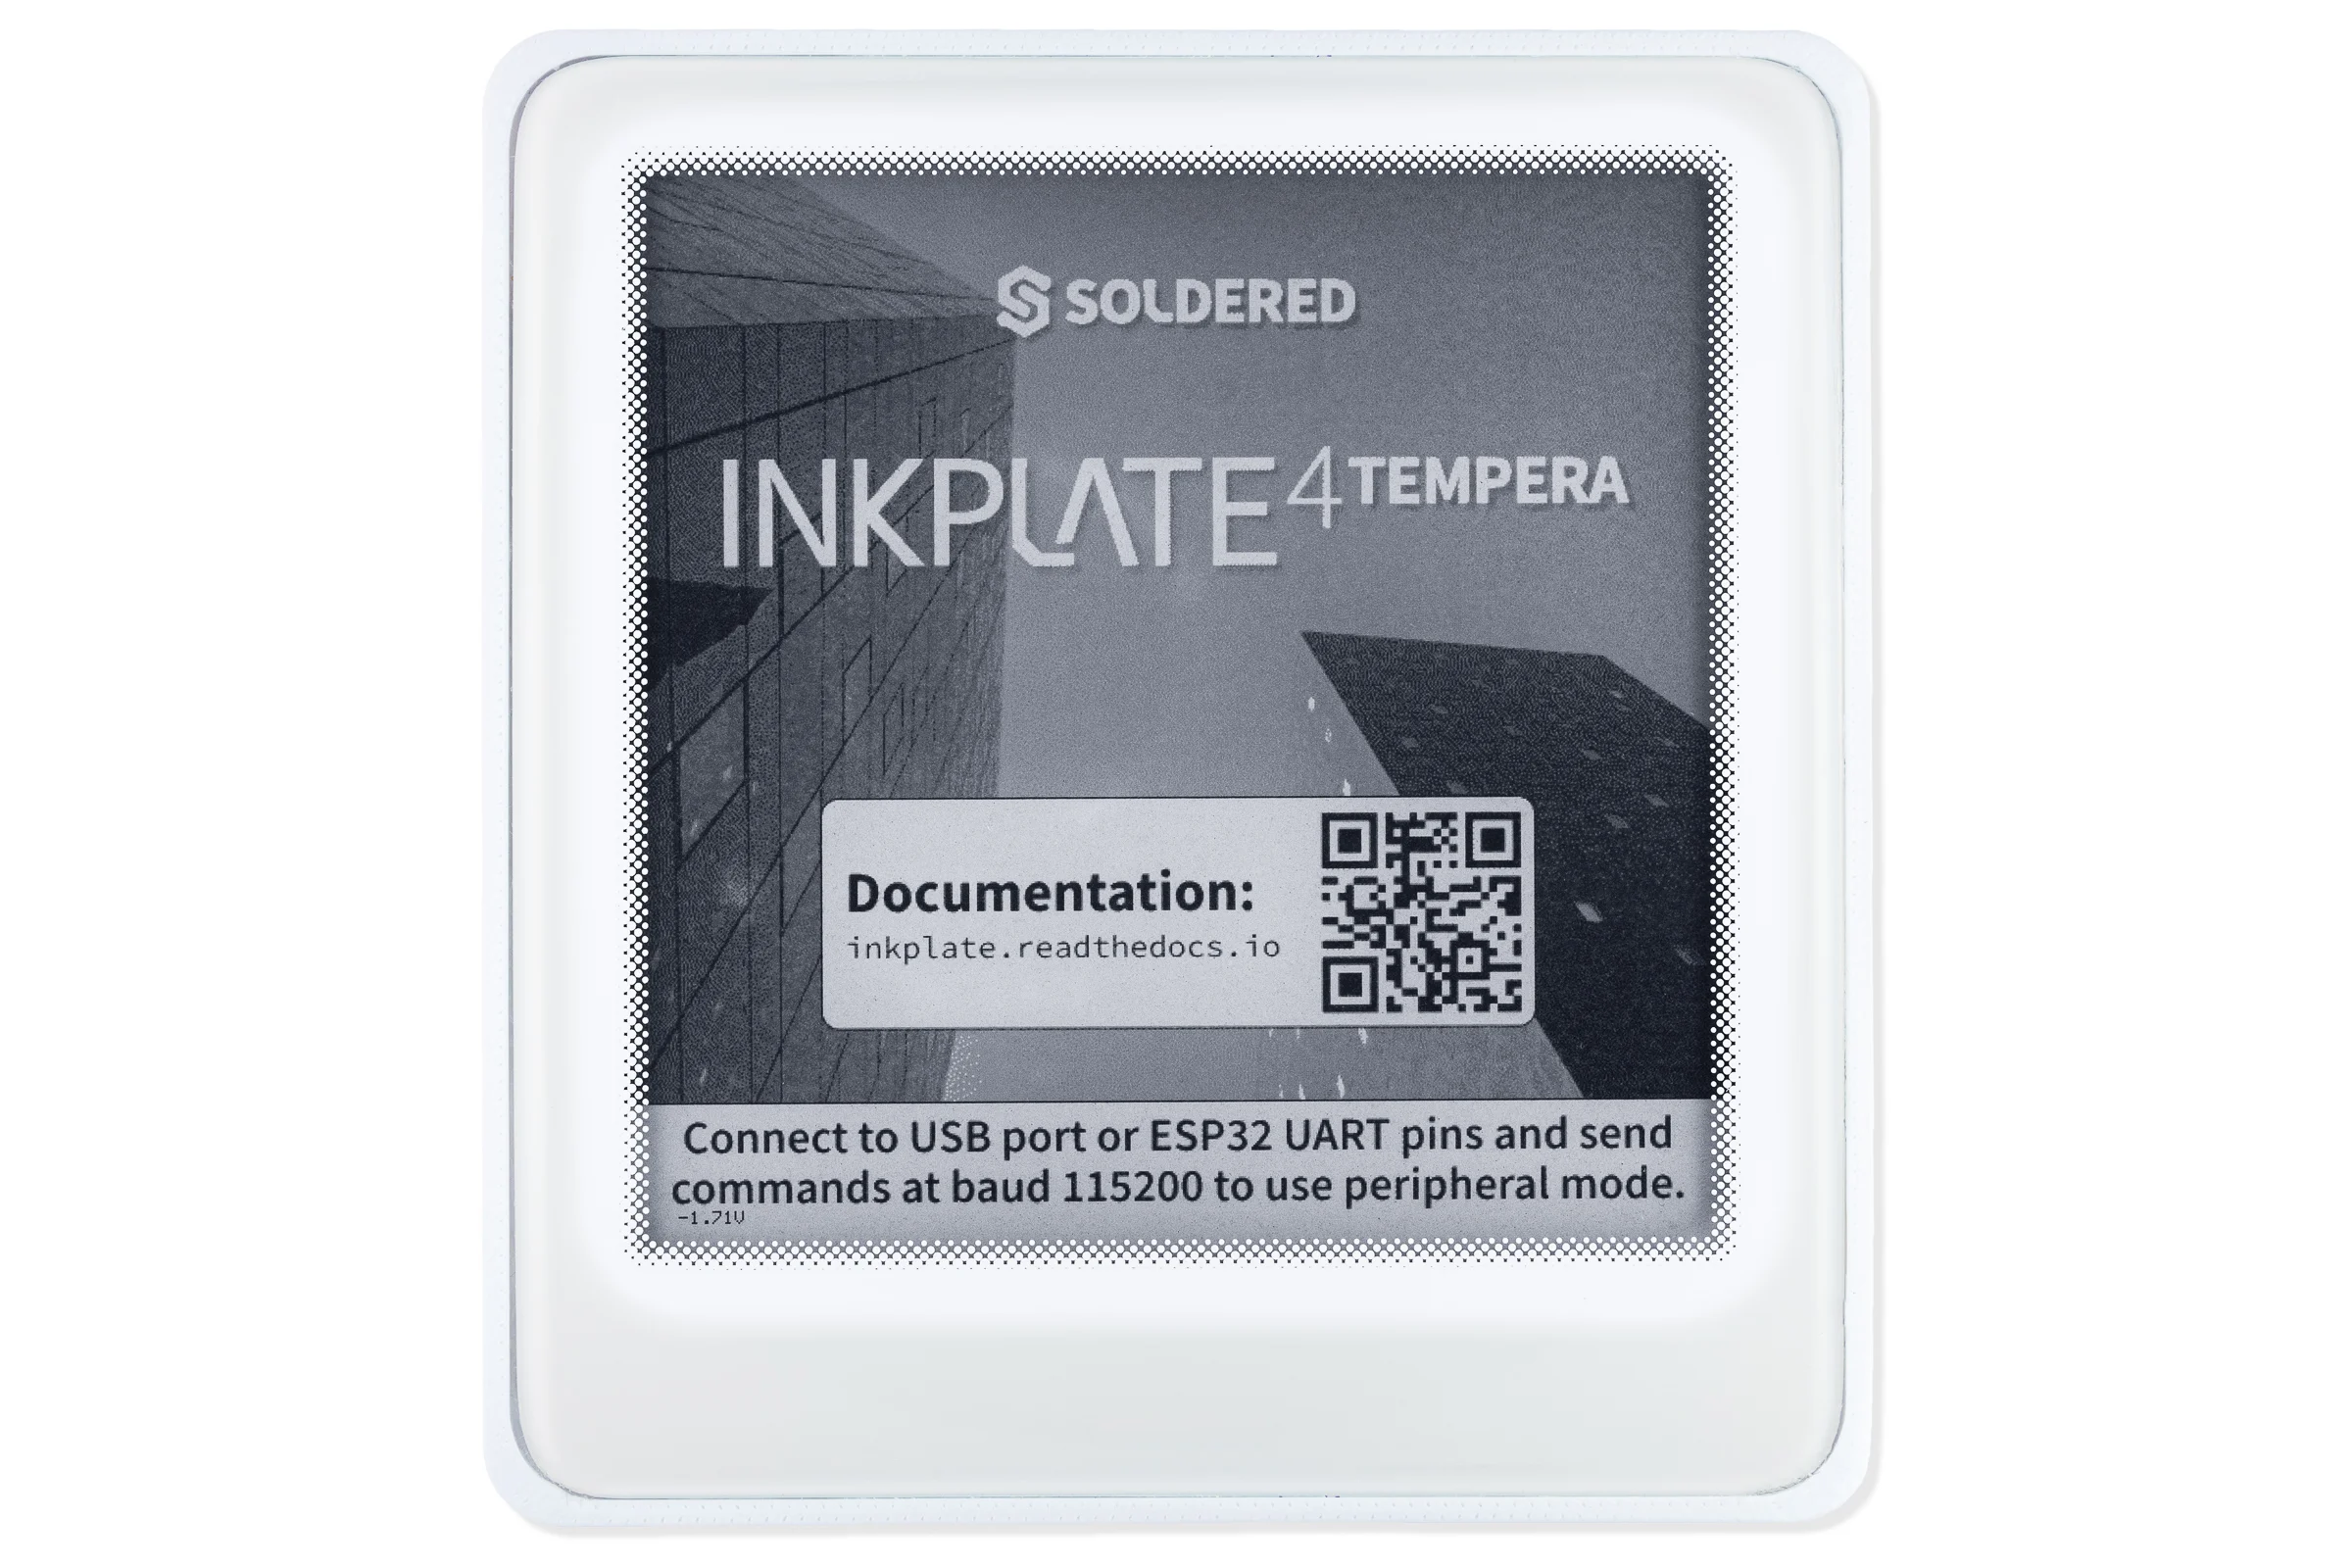 SOLDERED
INKPLATE 4 TEMPERA
Documentation:
inkplate.readthedocs.io
Connect to USB port or ESP32 UART pins and send
commands at baud 115200 to use peripheral mode.
-1.71V